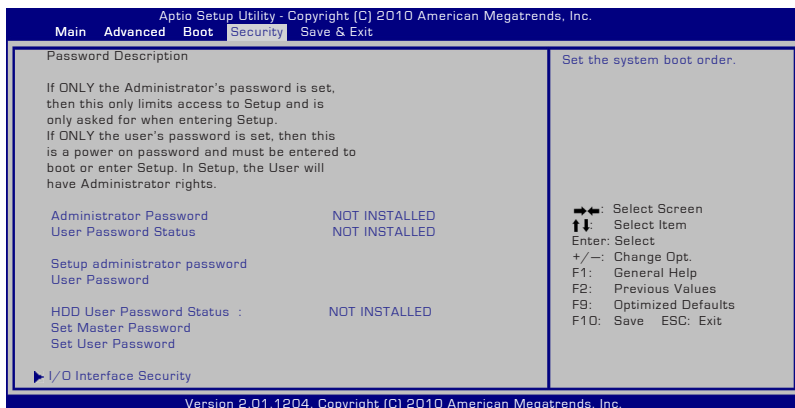 Aptio Setup Utility - Copyright (C) 2010 American Megatrends, Inc.
Main Advanced Boot Security Save & Exit
Password Description
If ONLY the Administrator's password is set,
then this only limits access to Setup and is
only asked for when entering Setup.
If ONLY the user's password is set, then this
is a power on password and must be entered to
boot or enter Setup. In Setup, the User will
have Administrator rights.
Administrator Password NOT INSTALLED
User Password Status NOT INSTALLED
Setup administrator password
User Password
HDD User Password Status : NOT INSTALLED
Set Master Password
Set User Password
I/O Interface Security
Set the system boot order.
→←: Select Screen
↑↓: Select Item
Enter: Select
+/—: Change Opt.
F1: General Help
F2: Previous Values
F9: Optimized Defaults
F10: Save ESC: Exit
Version 2.01.1204. Copyright (C) 2010 American Megatrends, Inc.